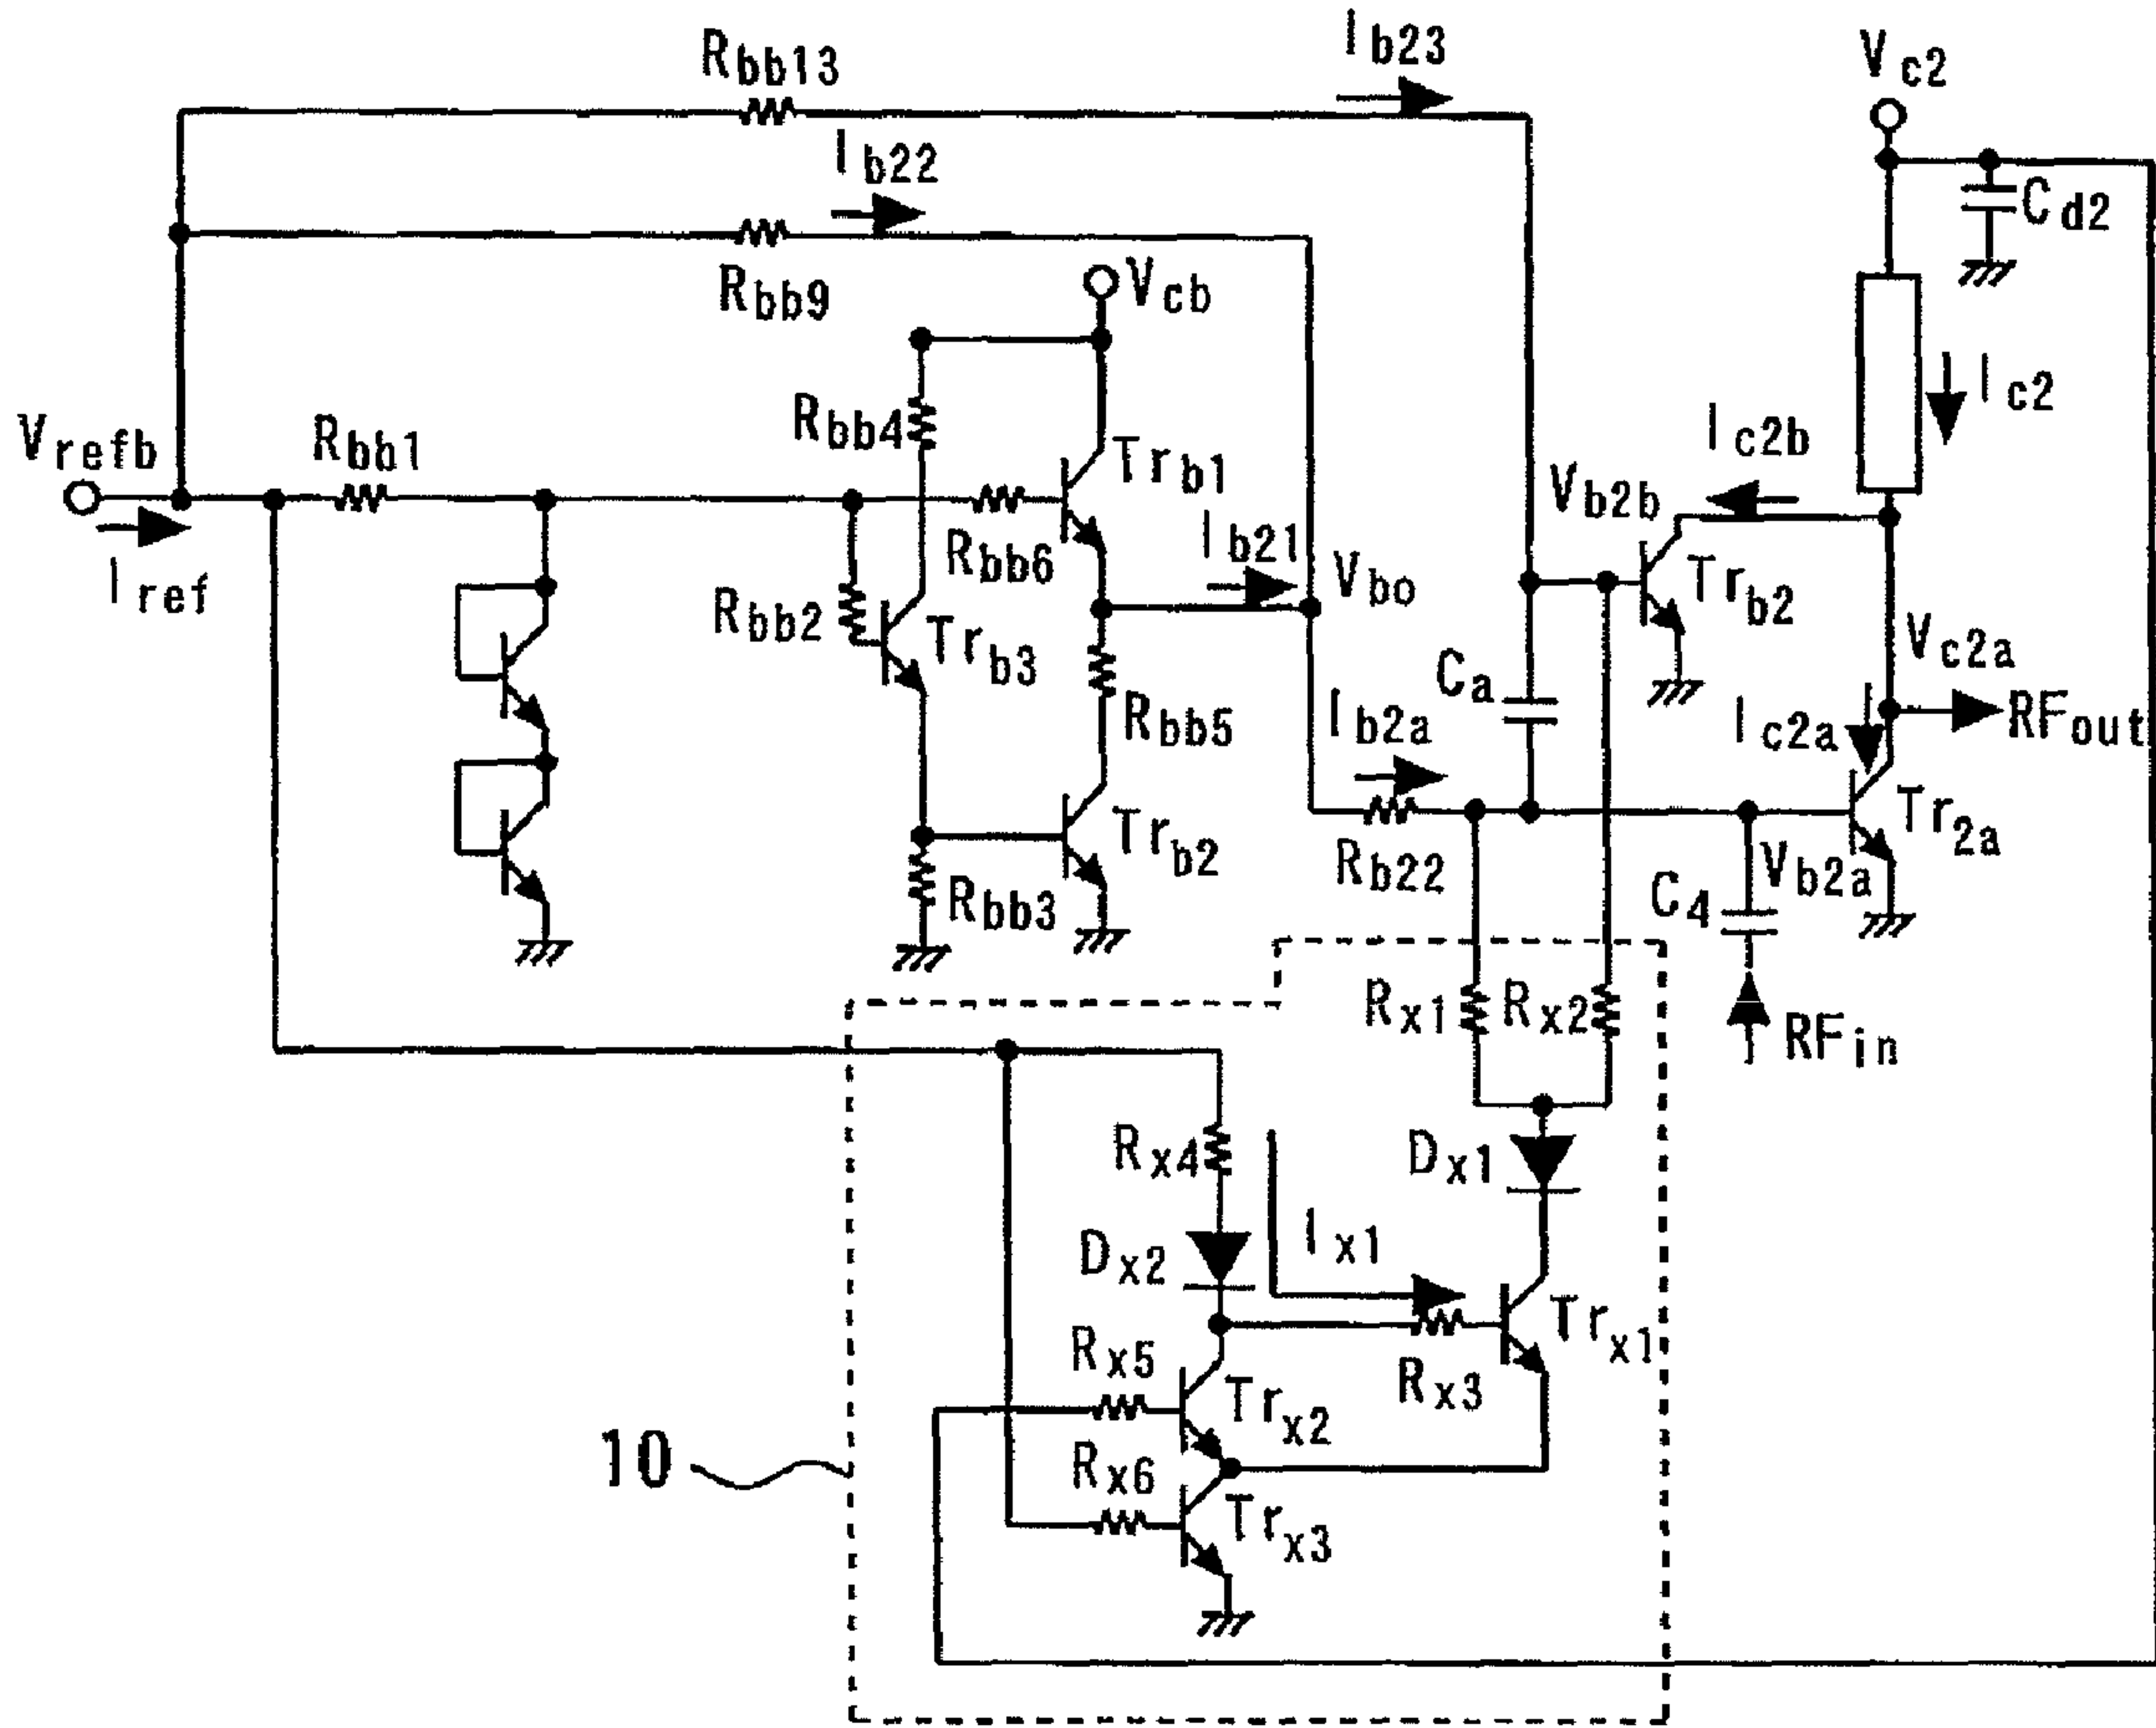 Rbb13
Ib23
Vc2
Ib22
Cd2
Rbb9
Vcb
Ic2
Vrefb
Rbb1
Rbb4
Trb1
Ic2b
Vb2b
Iref
Rbb6
Ib21
Vbo
Trb2
Rbb2
Trb3
Ca
Vc2a
Rbb5
Ib2a
Ic2a
RFout
Trb2
Rb22
Tr2a
Rbb3
Vb2a
C4
Rx1
Rx2
RFin
Rx4
Dx1
Dx2
Ix1
Trx1
Rx5
Rx3
Trx2
10
Rx6
Trx3